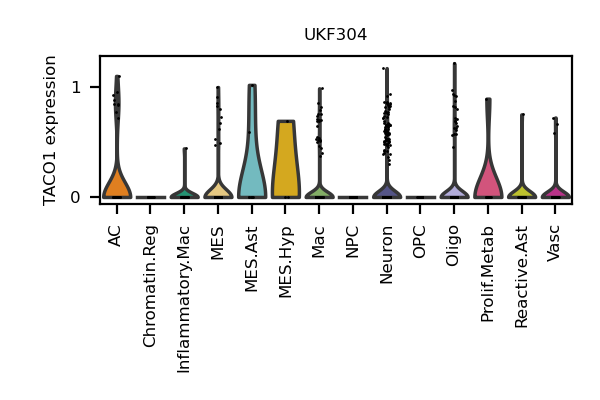 UKF304
TACO1 expression
1
0
AC
Chromatin.Reg
Inflammatory.Mac
MES
MES.Ast
MES.Hyp
Mac
NPC
Neuron
OPC
Oligo
Prolif.Metab
Reactive.Ast
Vasc